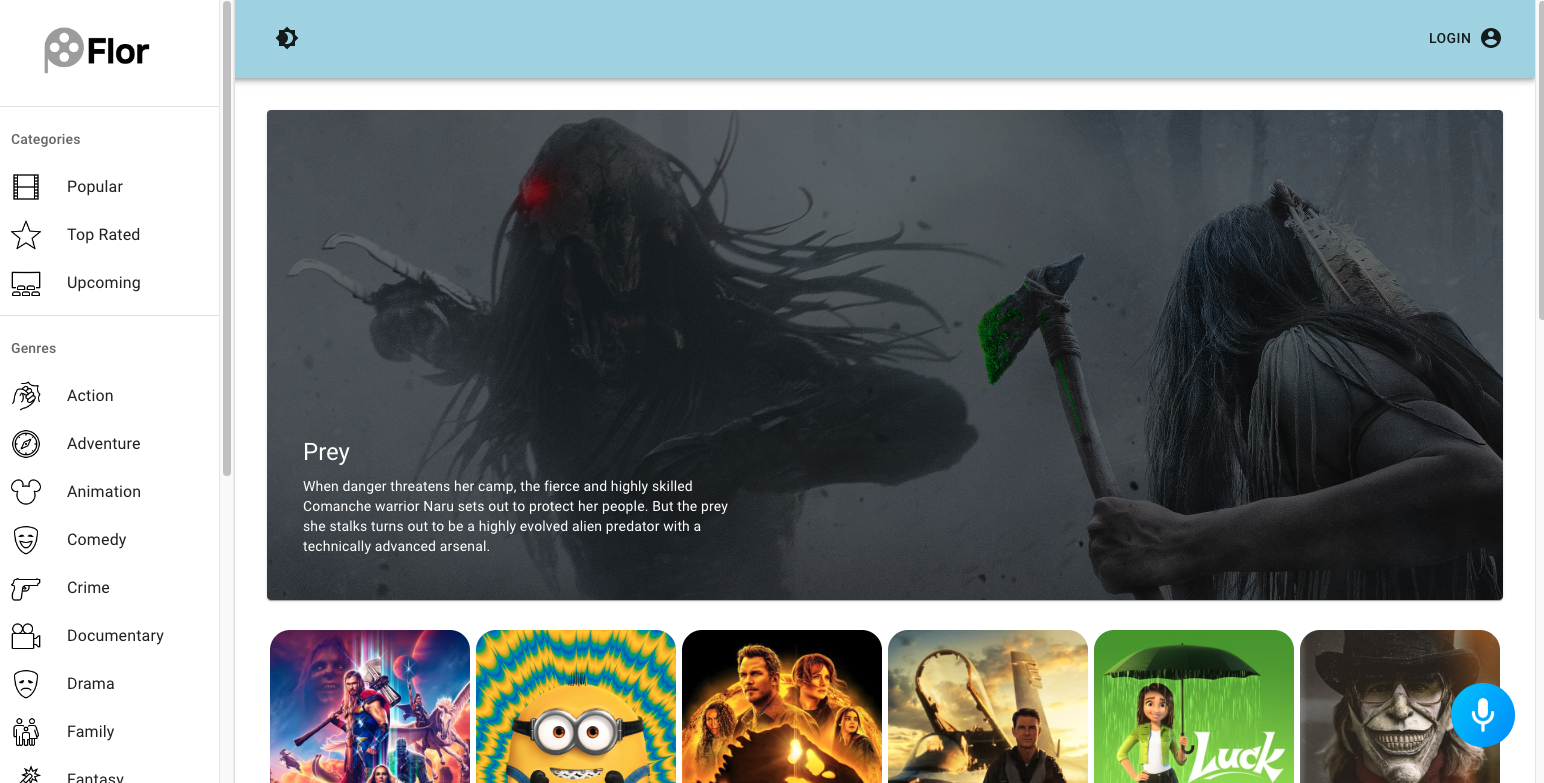 Flor
LOGIN
Categories
Popular
Top Rated
Upcoming
Genres
Action
Adventure
Animation
Comedy
Crime
Documentary
Drama
Family
Fantasy
Prey
When danger threatens her camp, the fierce and highly skilled
Comanche warrior Naru sets out to protect her people. But the prey
she stalks turns out to be a highly evolved alien predator with a
technically advanced arsenal.
Luck